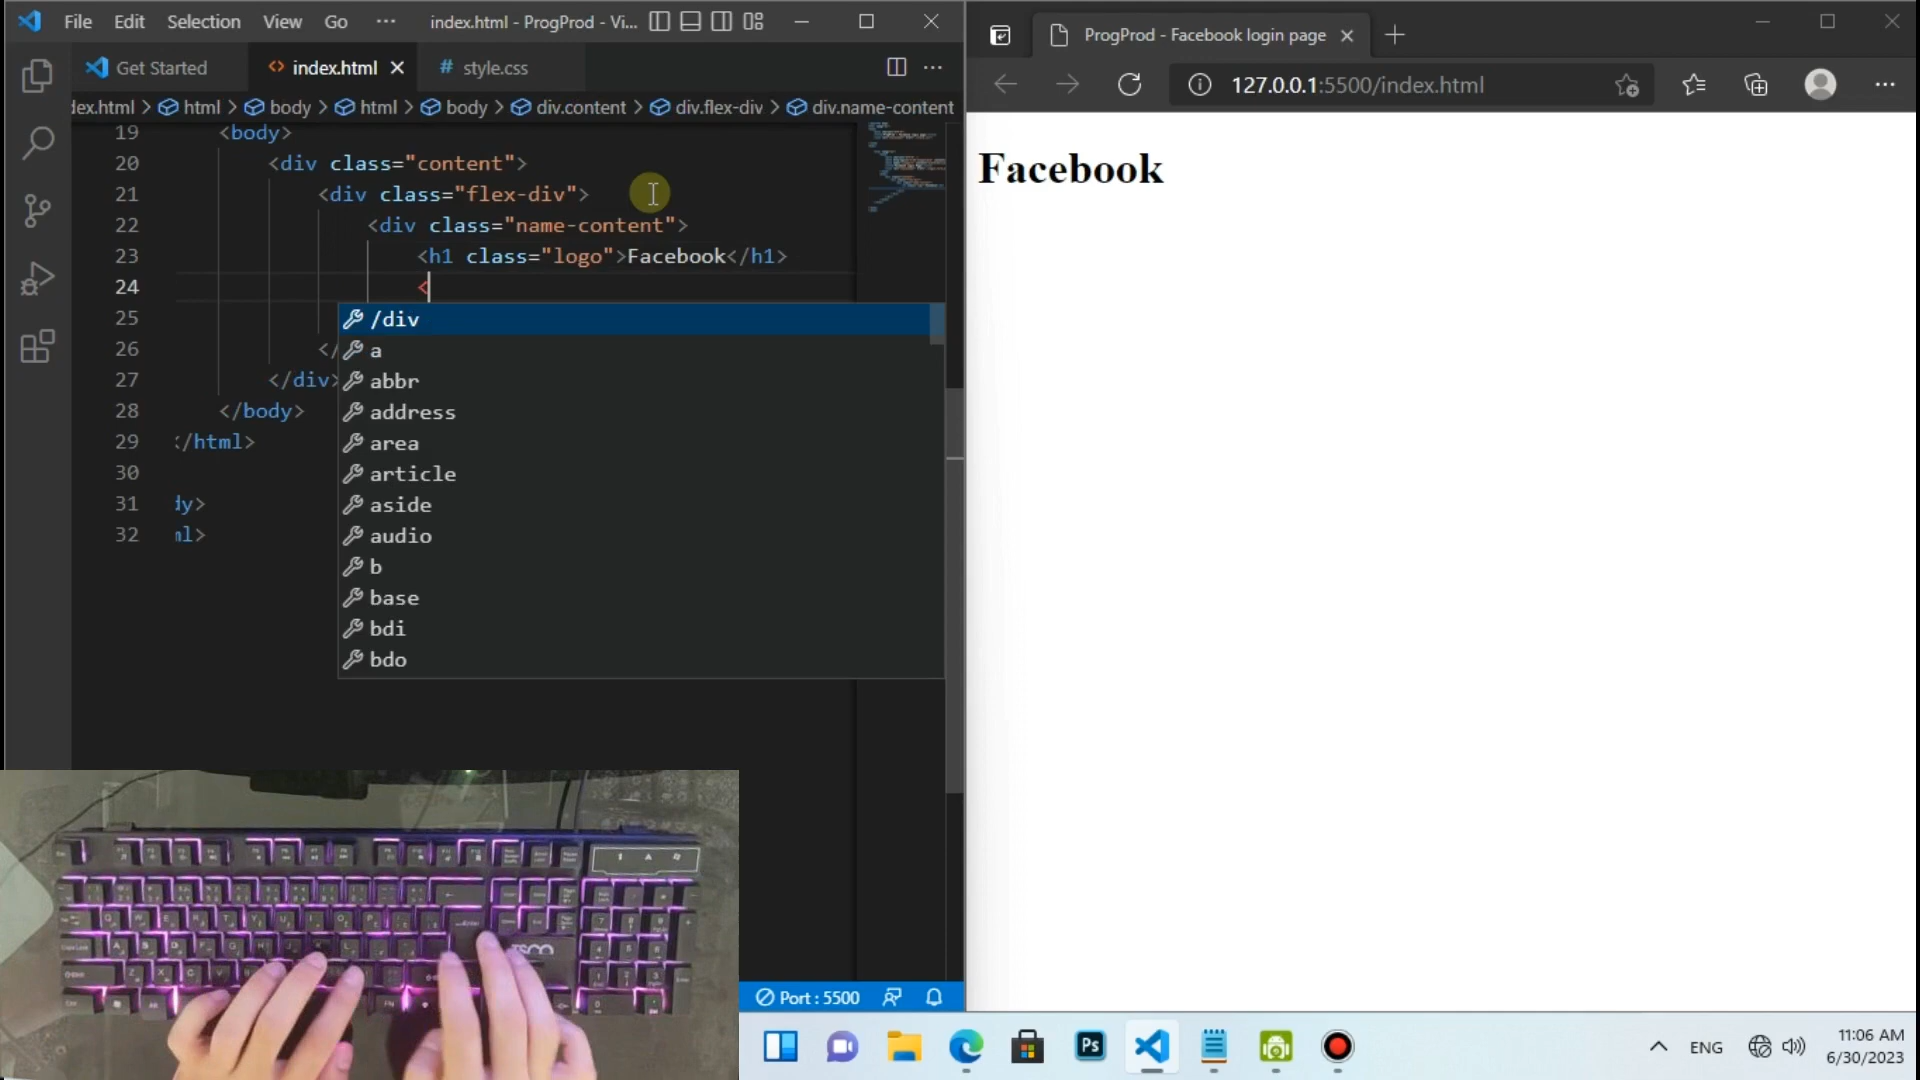 File Edit Selection View Go ··· index.html - ProgProd - Vi...
Get Started <> index.html # style.css ···
dex.html > html > body > html > body > div.content > div.flex-div > div.name-content
19 <body>
20 <div class="content">
21 <div class="flex-div">
22 <div class="name-content">
23 <h1 class="logo">Facebook</h1>
24 <
25
26 </
27 </div>
28 </body>
29 </html>
30
31 dy>
32 ml>
/div
a
abbr
address
area
article
aside
audio
b
base
bdi
bdo
Port : 5500
ProgProd - Facebook login page
127.0.0.1:5500/index.html
Facebook
TSCO
Ps
ENG
11:06 AM
6/30/2023